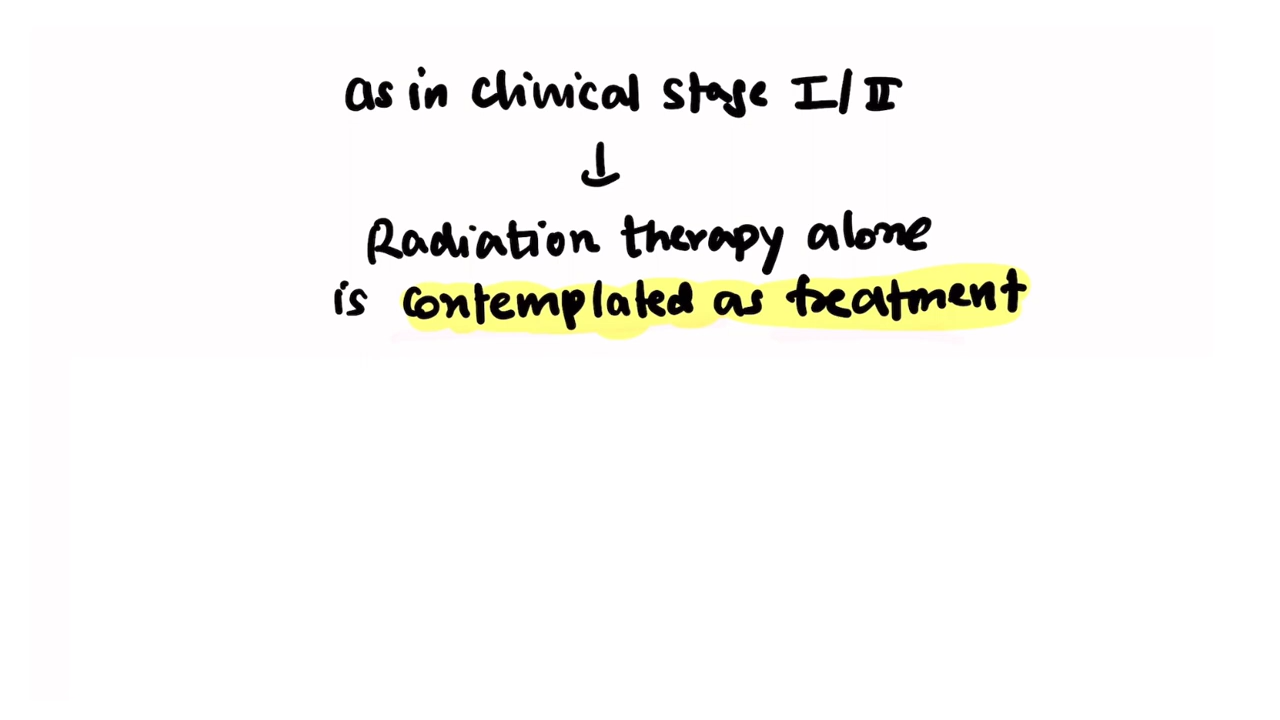 as in clinical stage I/II
↓
Radiation therapy alone
is contemplated as treatment